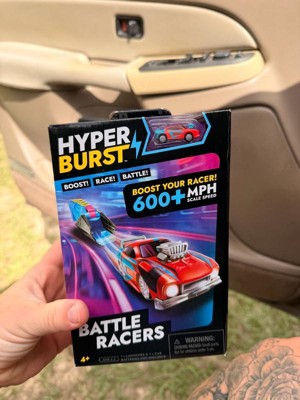 HYPER
BURST
BOOST! RACE! BATTLE!
BOOST YOUR RACER!
600+ MPH
SCALE SPEED
BATTLE
RACERS
4+
WARNING: